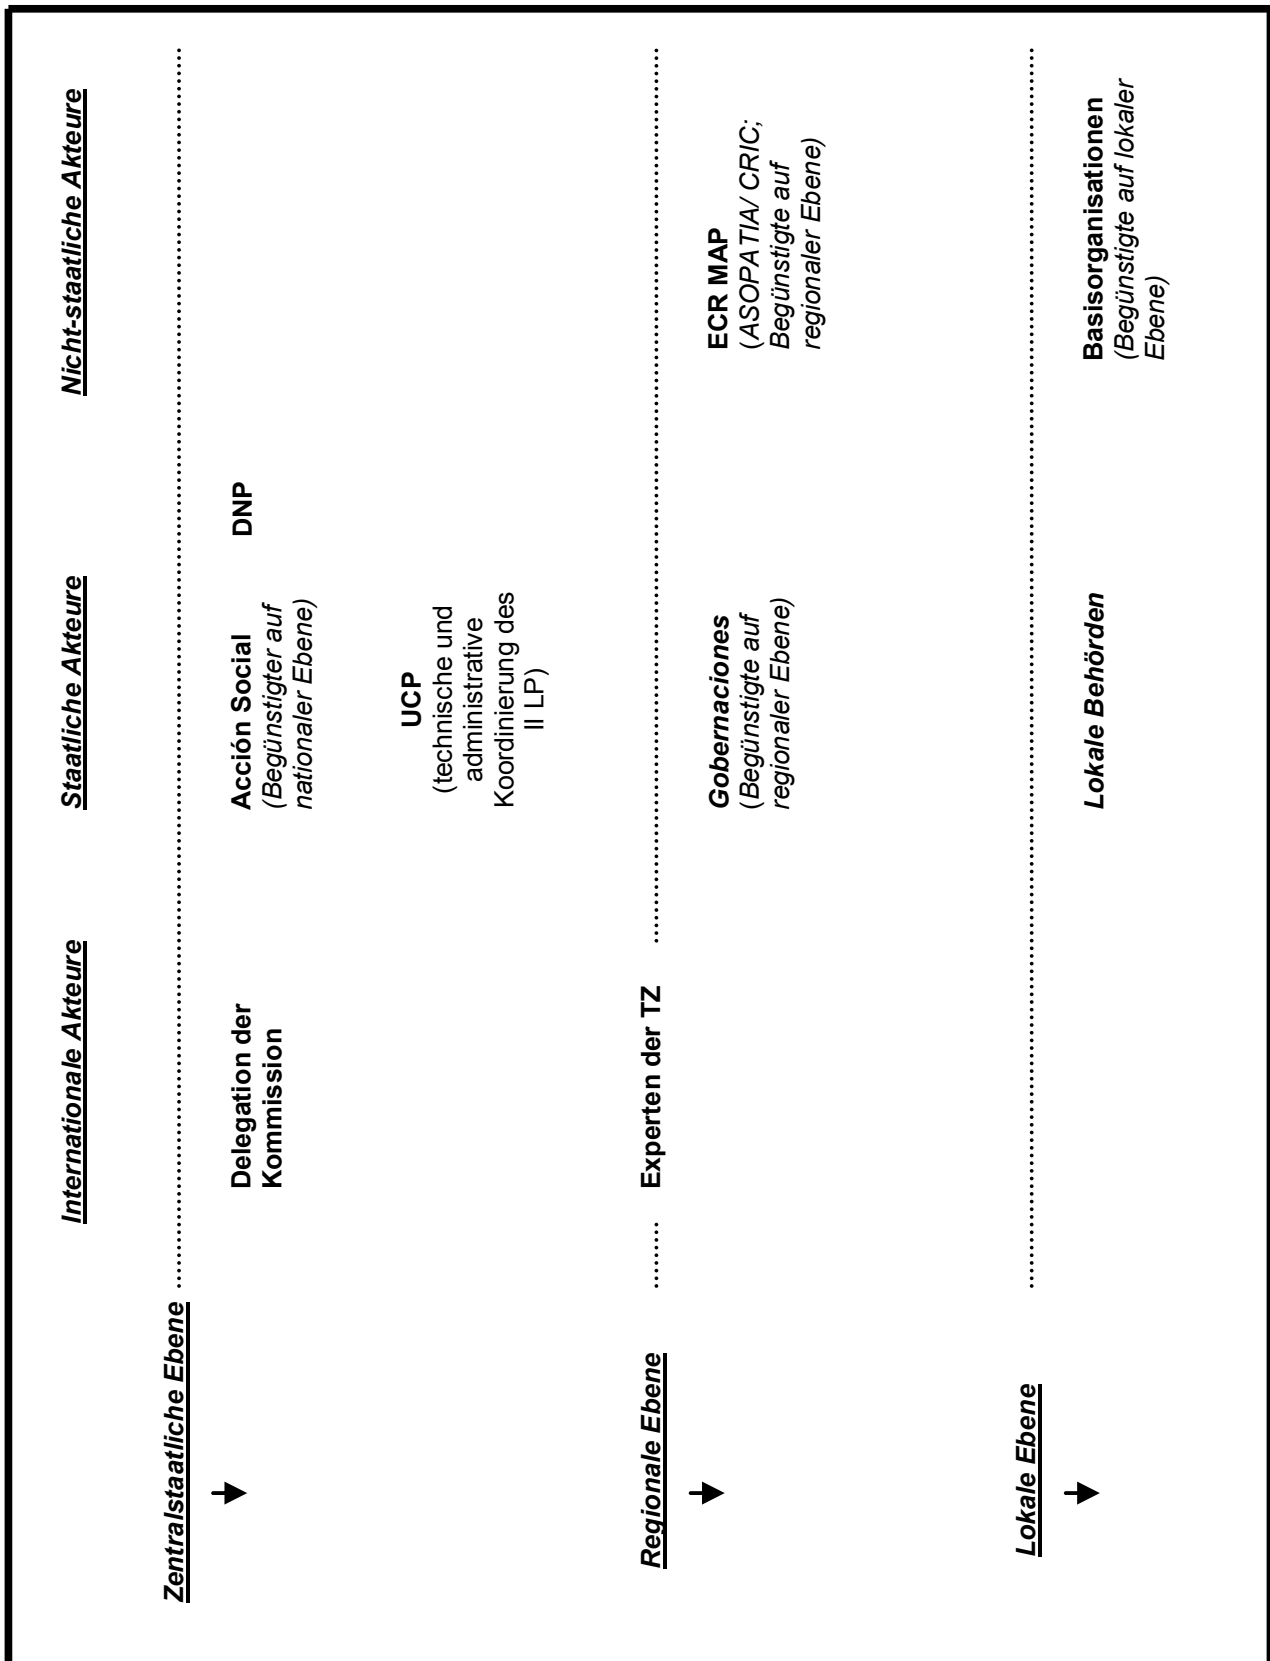 Internationale Akteure
Staatliche Akteure
Nicht-staatliche Akteure
Zentralstaatliche Ebene
Delegation der
Kommission
Acción Social
(Begünstigter auf
nationaler Ebene)
DNP
UCP
(technische und
administrative
Koordinierung des
II LP)
Regionale Ebene
Experten der TZ
Gobernaciones
(Begünstigte auf
regionaler Ebene)
ECR MAP
(ASOPATIA/ CRIC;
Begünstigte auf
regionaler Ebene)
Lokale Ebene
Lokale Behörden
Basisorganisationen
(Begünstigte auf lokaler
Ebene)